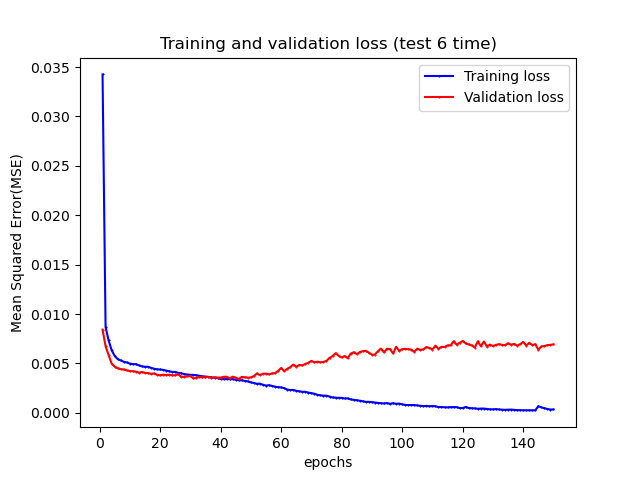 Training and validation loss (test 6 time)
Training loss
Validation loss
0.035
0.030
0.025
0.020
0.015
0.010
0.005
0.000
Mean Squared Error(MSE)
0 20 40 60 80 100 120 140
epochs